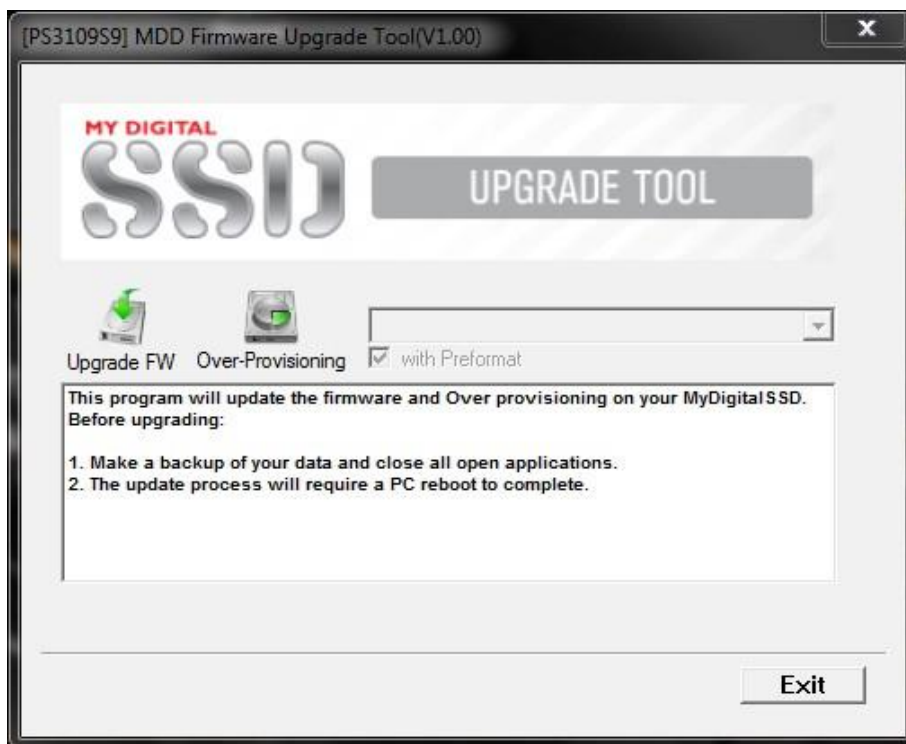 [PS3109S9] MDD Firmware Upgrade Tool(V1.00)
x
MY DIGITAL
SSD
UPGRADE TOOL
Upgrade FW
Over-Provisioning
with Preformat
This program will update the firmware and Over provisioning on your MyDigitalSSD.
Before upgrading:
1. Make a backup of your data and close all open applications.
2. The update process will require a PC reboot to complete.
Exit